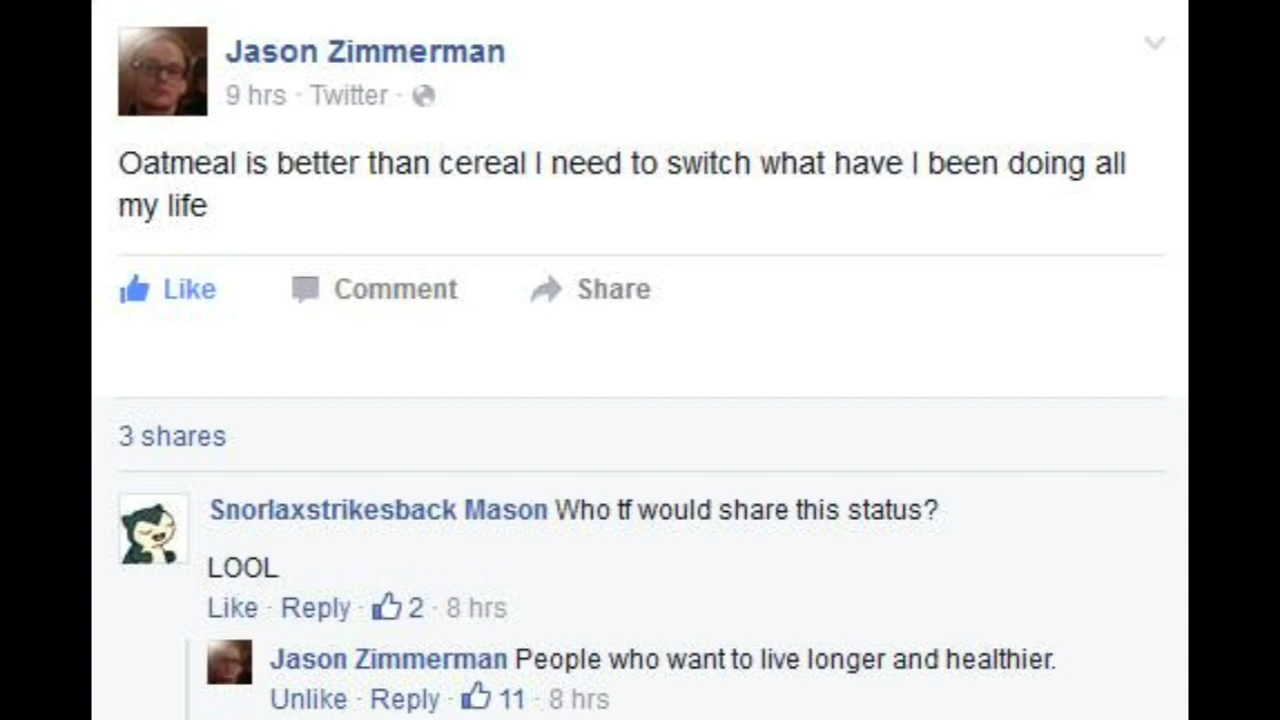 Jason Zimmerman
9 hrs · Twitter ·
Oatmeal is better than cereal I need to switch what have I been doing all
my life
Like Comment Share
3 shares
Snorlaxstrikesback Mason Who tf would share this status?
LOOL
Like · Reply · 2 · 8 hrs
Jason Zimmerman People who want to live longer and healthier.
Unlike · Reply · 11 · 8 hrs